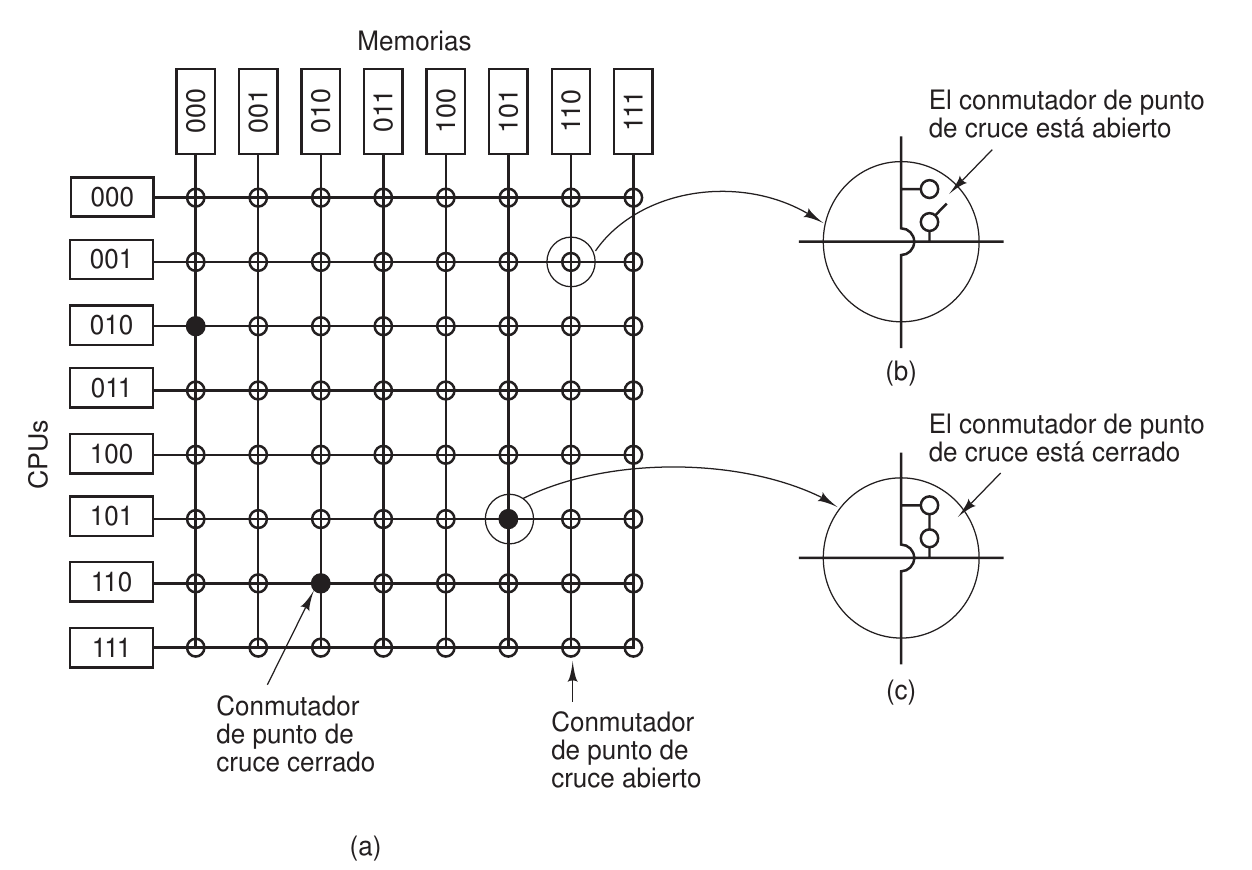 Memorias
000 001 010 011 100 101 110 111
CPUs
000
001
010
011
100
101
110
111
Conmutador
de punto de
cruce cerrado
Conmutador
de punto de
cruce abierto
(a)
El conmutador de punto
de cruce está abierto
(b)
El conmutador de punto
de cruce está cerrado
(c)